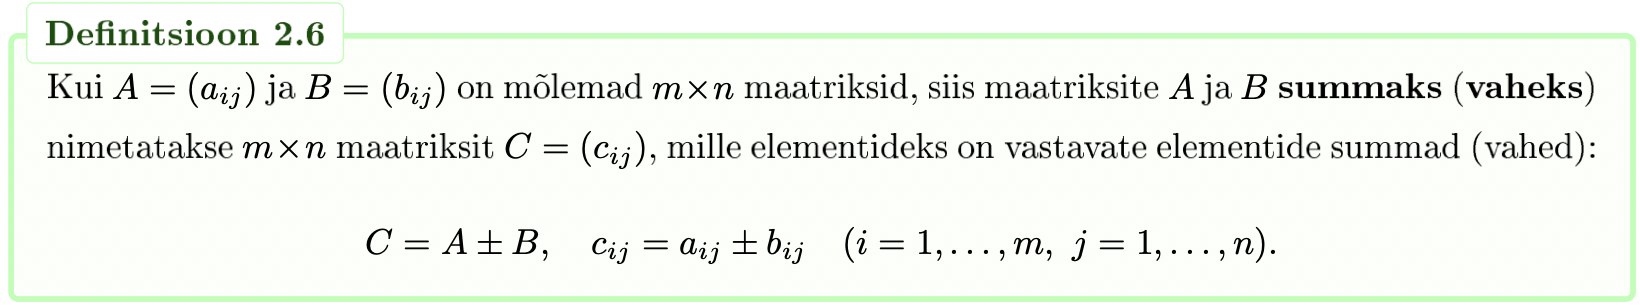 Definitsioon 2.6
Kui A = (a_{ij}) ja B = (b_{ij}) on mõlemad m×n maatriksid, siis maatriksite A ja B summaks (vaheks)
nimetatakse m×n maatriksit C = (c_{ij}), mille elementideks on vastavate elementide summad (vahed):
C = A ± B, c_{ij} = a_{ij} ± b_{ij} (i = 1, . . . , m, j = 1, . . . , n).